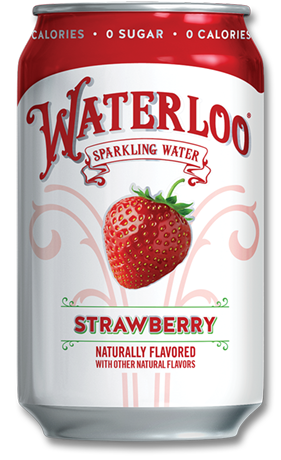 CALORIES • 0 SUGAR • 0 CALORIES
WATERLOO®
SPARKLING WATER
STRAWBERRY
NATURALLY FLAVORED
WITH OTHER NATURAL FLAVORS